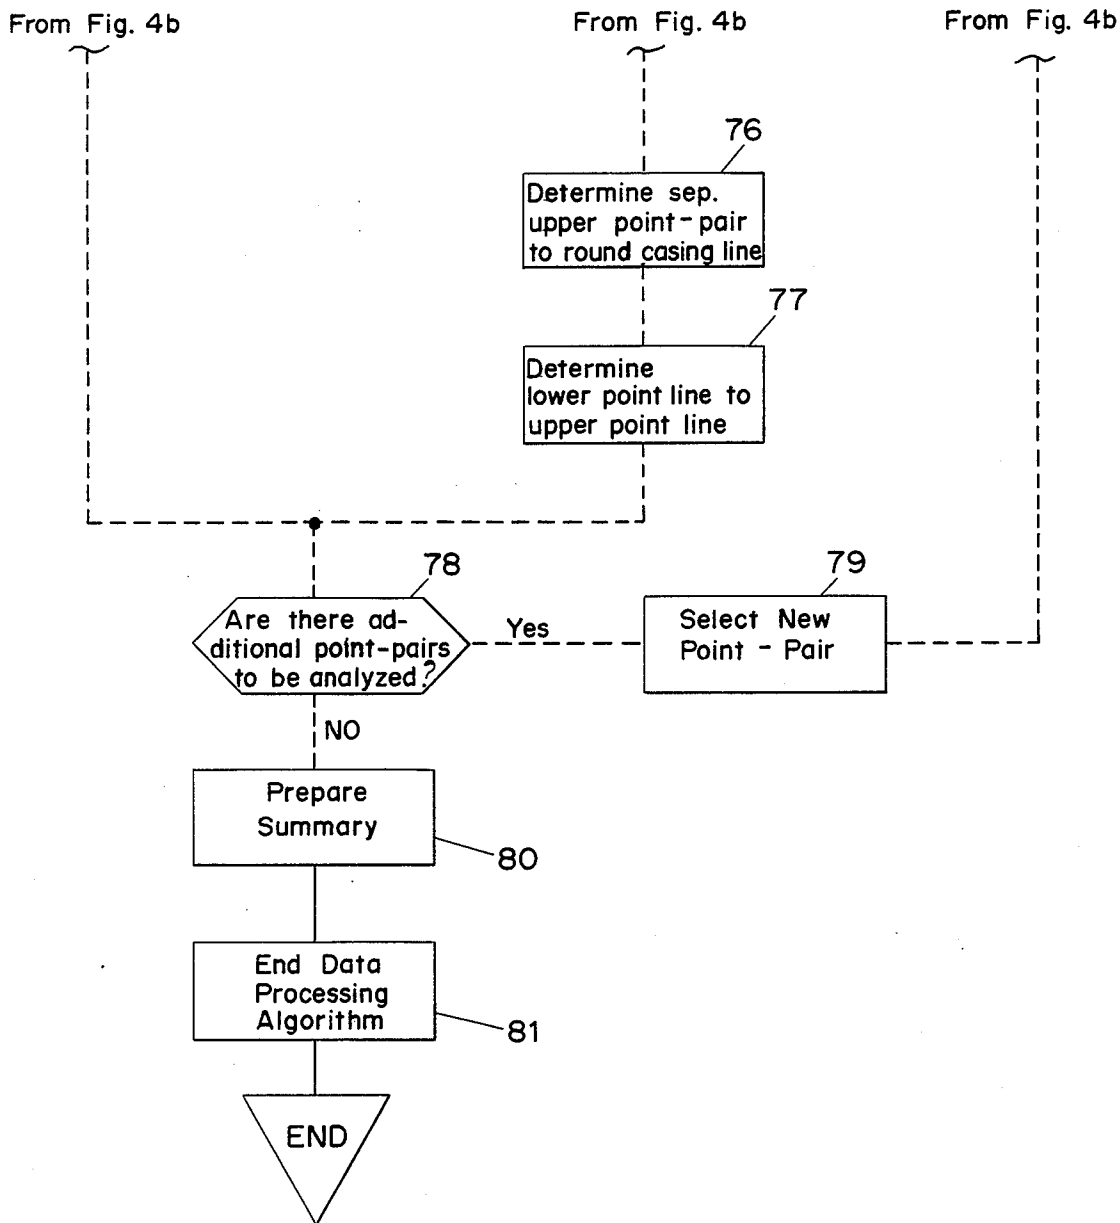 From Fig. 4b
From Fig. 4b
From Fig. 4b
76
Determine sep.
upper point-pair
to round casing line
77
Determine
lower point line to
upper point line
78
Are there ad-
ditional point-pairs
to be analyzed?
Yes
79
Select New
Point - Pair
NO
Prepare
Summary
80
End Data
Processing
Algorithm
81
END